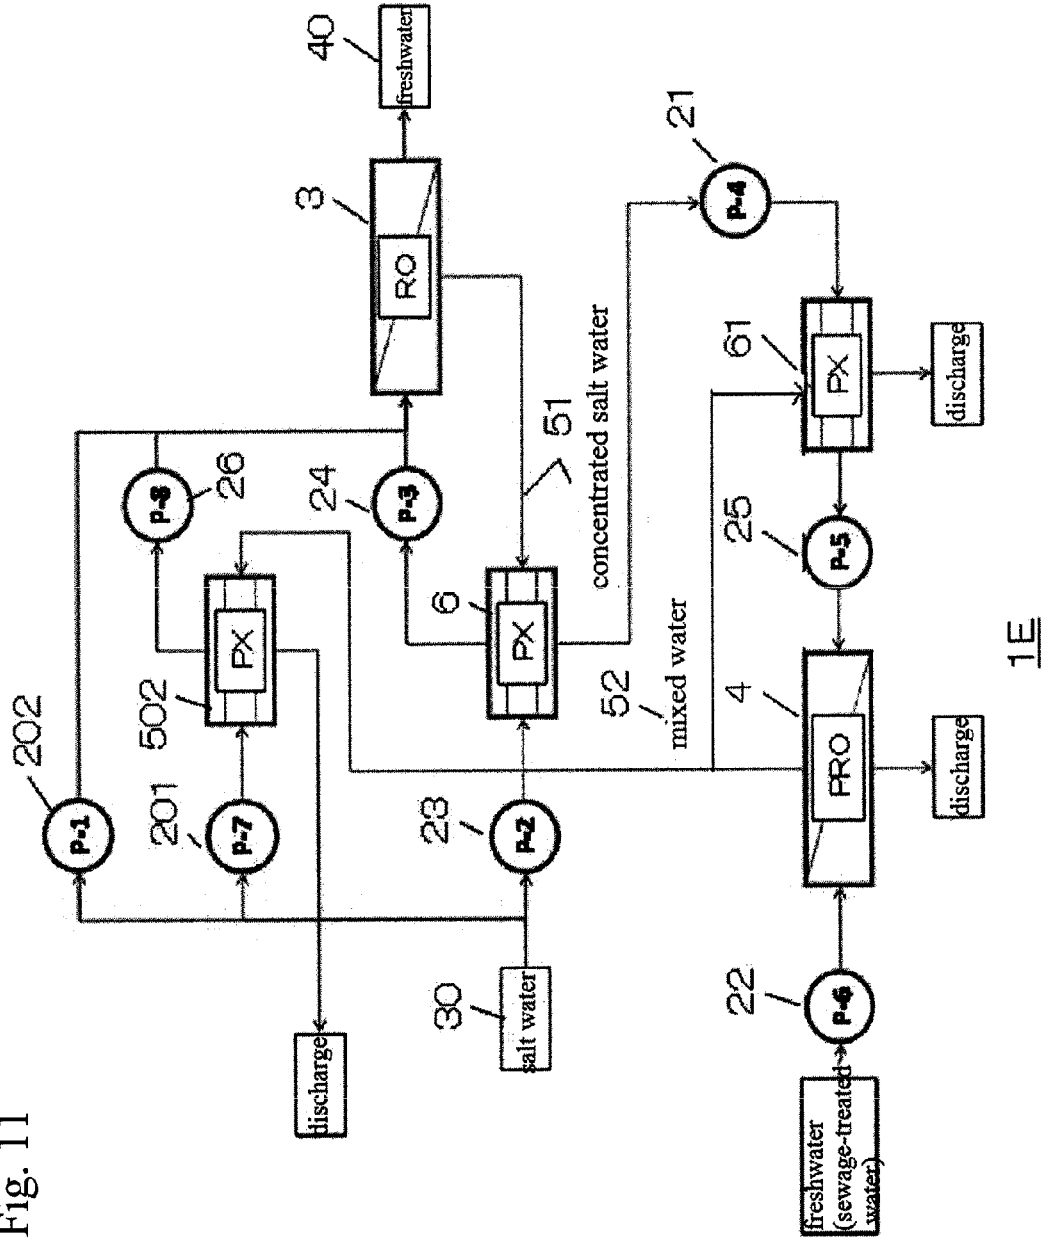 Fig. 11
202
P-1
201
P-7
502
PX
P-8
26
discharge
3
40
24
P-3
RO
freshwater
30
salt water
23
P-2
6
PX
51
concentrated salt water
52
mixed water
21
P-4
22
4
25
61
freshwater
(sewage-treated
water)
P-6
PRO
P-5
PX
discharge
discharge
1E